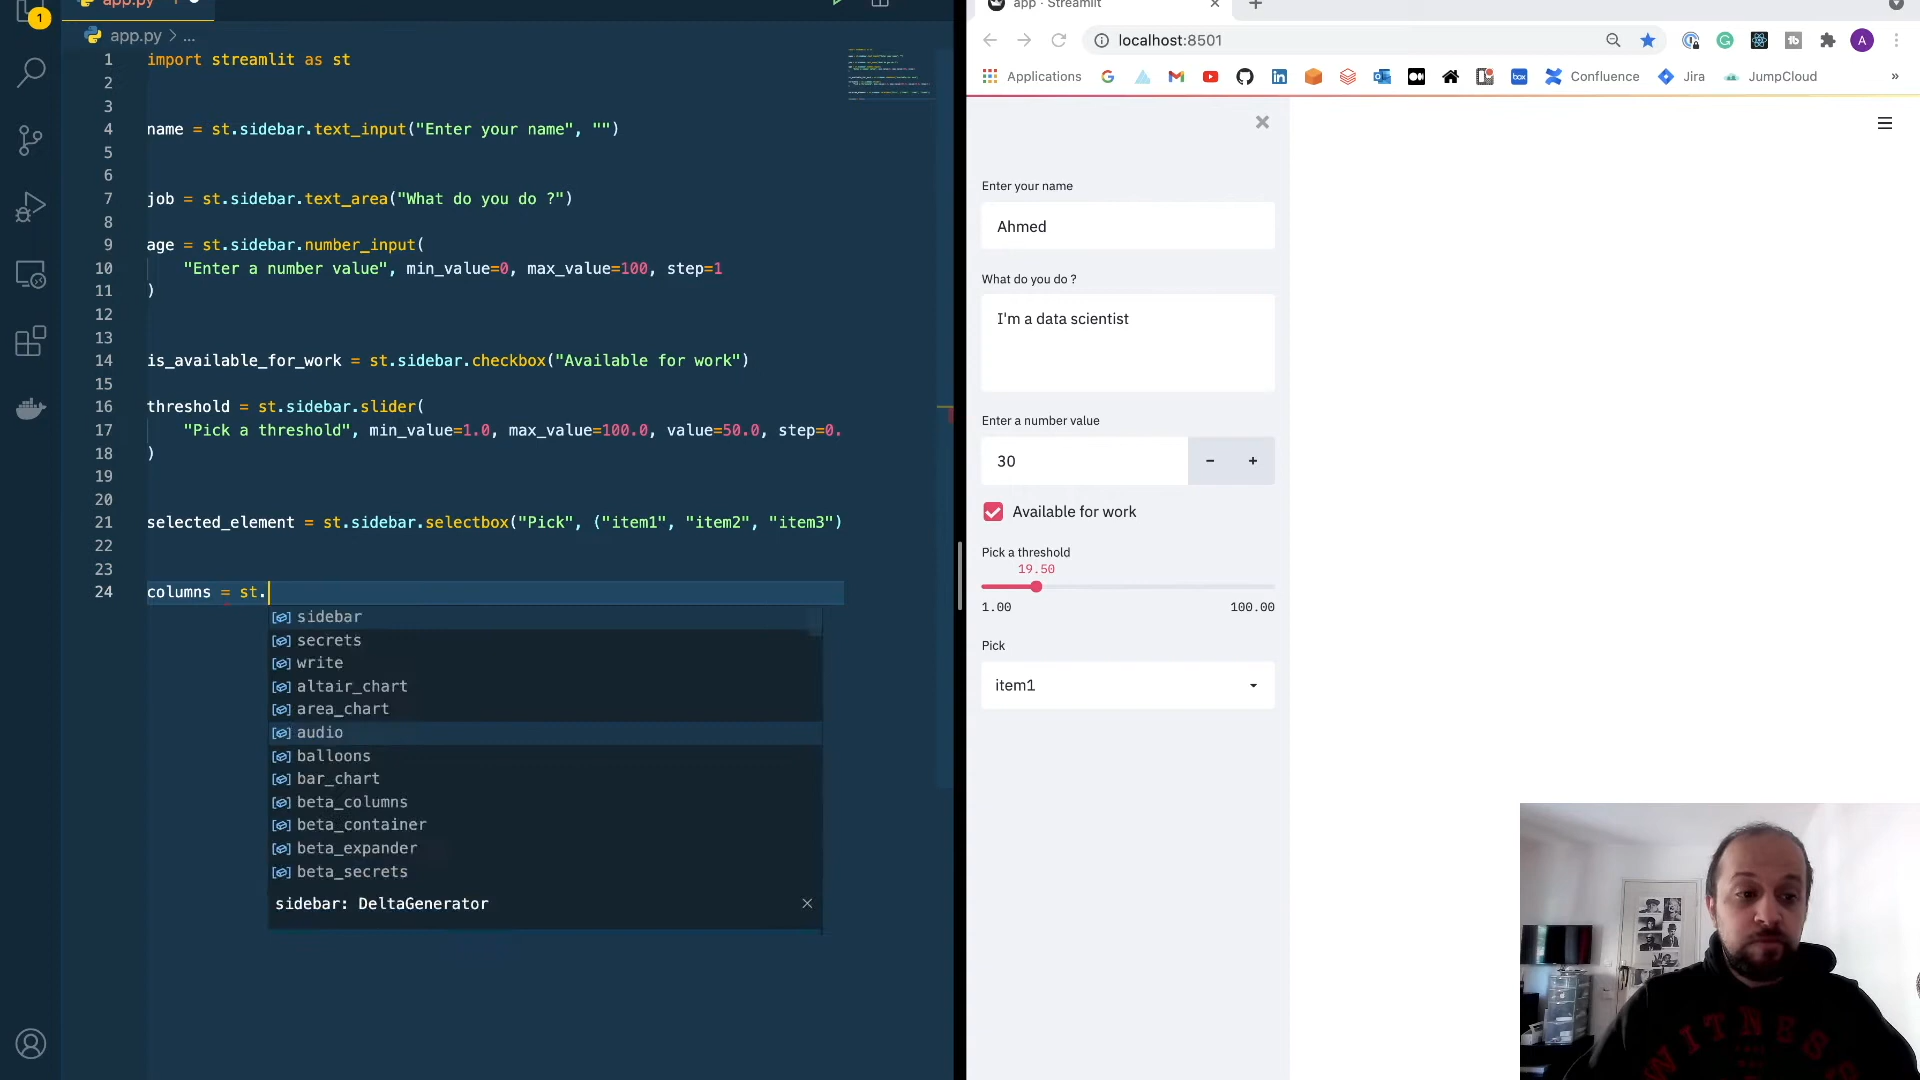 1
app.py
app.py > ...
1 import streamlit as st
2
3
4 name = st.sidebar.text_input("Enter your name", "")
5
6
7 job = st.sidebar.text_area("What do you do ?")
8
9 age = st.sidebar.number_input(
10 "Enter a number value", min_value=0, max_value=100, step=1
11 )
12
13
14 is_available_for_work = st.sidebar.checkbox("Available for work")
15
16 threshold = st.sidebar.slider(
17 "Pick a threshold", min_value=1.0, max_value=100.0, value=50.0, step=0.
18 )
19
20
21 selected_element = st.sidebar.selectbox("Pick", ("item1", "item2", "item3")
22
23
24 columns = st.
sidebar
secrets
write
altair_chart
area_chart
audio
balloons
bar_chart
beta_columns
beta_container
beta_expander
beta_secrets
sidebar: DeltaGenerator
app · Streamlit
localhost:8501
A
Applications
box
Confluence
Jira
JumpCloud
»
Enter your name
Ahmed
What do you do ?
I'm a data scientist
Enter a number value
30
- +
Available for work
Pick a threshold
19.50
1.00 100.00
Pick
item1
WITNESS